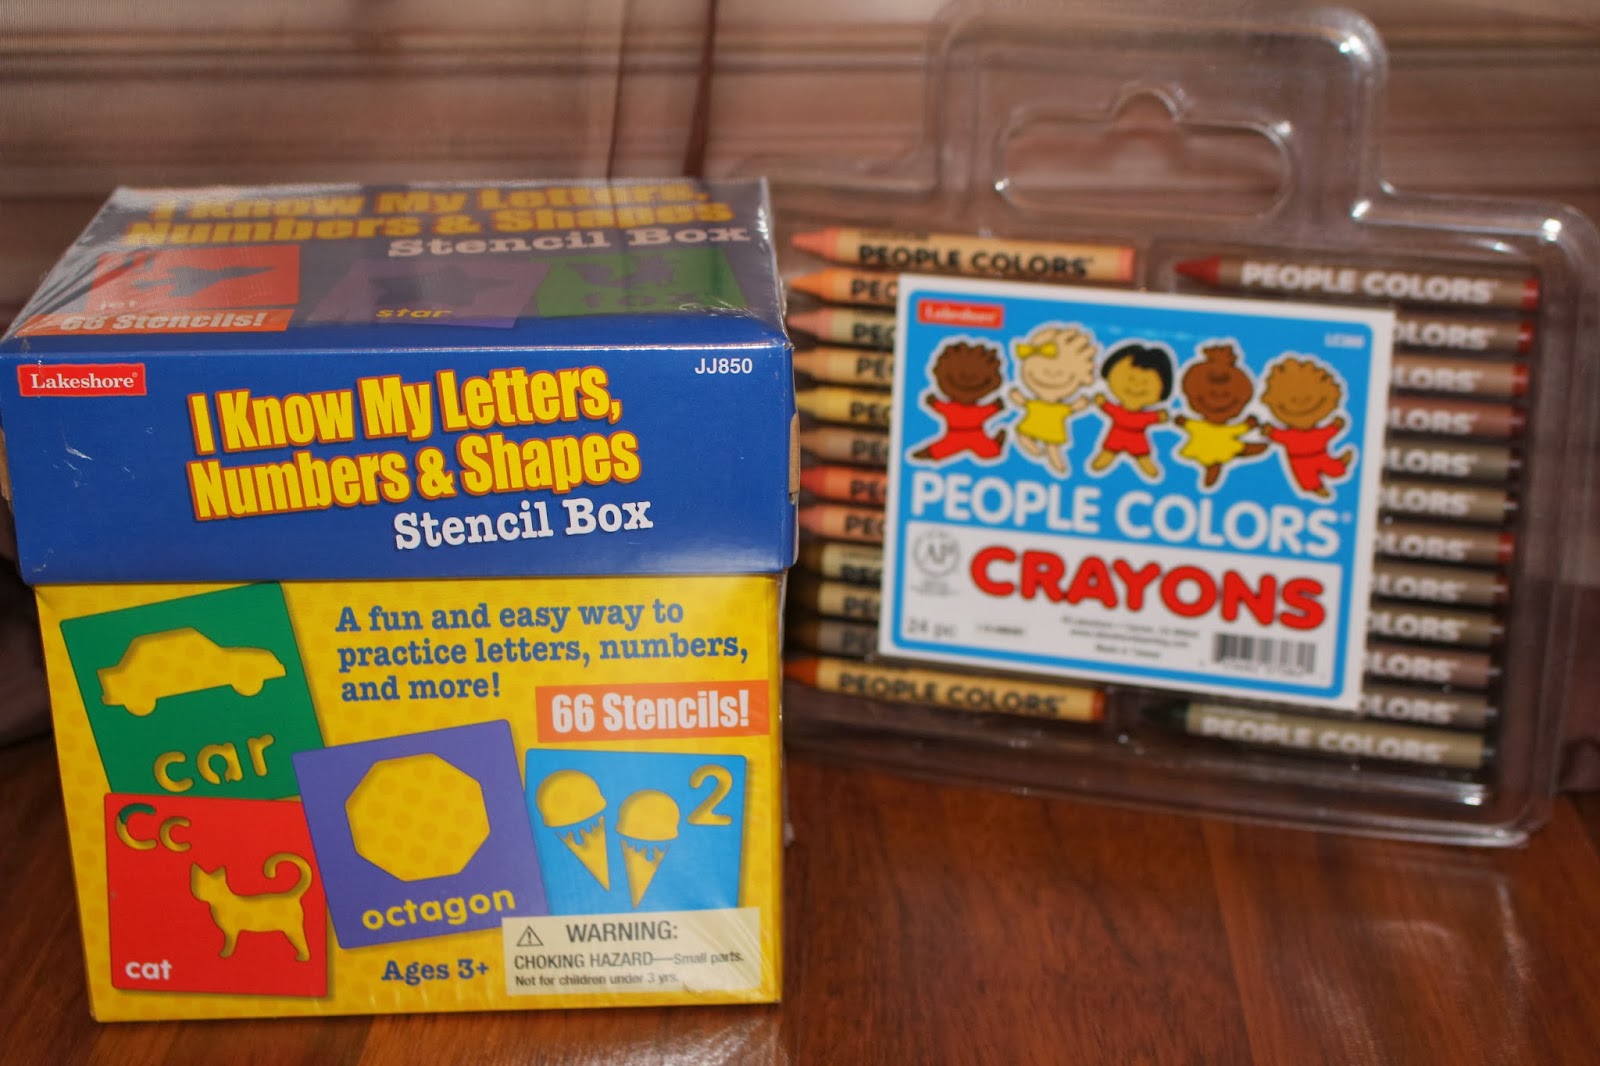 I Know My Letters,
Numbers & Shapes
Stencil Box
jet
66 Stencils!
star
Lakeshore®
JJ850
I Know My Letters,
Numbers & Shapes
Stencil Box
A fun and easy way to
practice letters, numbers,
and more!
66 Stencils!
car
Cc
cat
octagon
2
Ages 3+
WARNING:
CHOKING HAZARD—Small parts.
Not for children under 3 yrs.
PEOPLE COLORS®
PEOPLE COLORS®
Lakeshore
PEOPLE COLORS®
CRAYONS
AP
24 pc
PEOPLE COLORS®
PEOPLE COLORS®